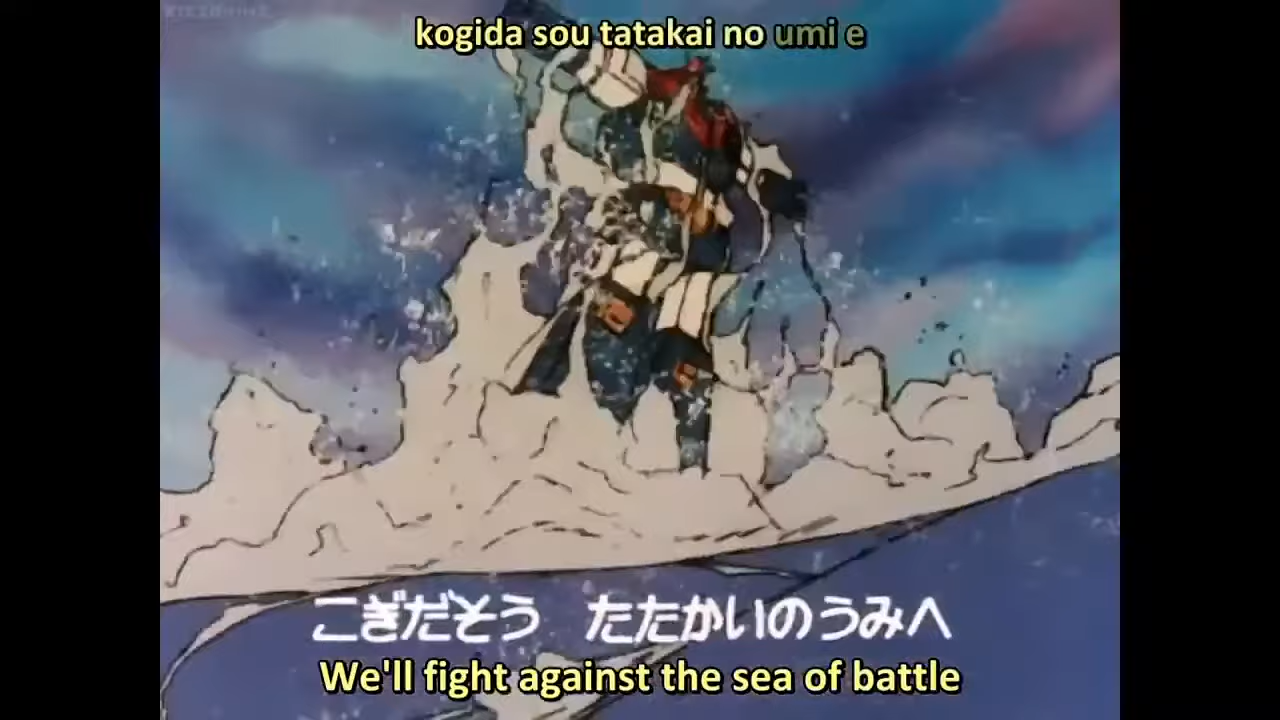 kogida sou tatakai no umi e
こぎだそう たたかいのうみへ
We'll fight against the sea of battle